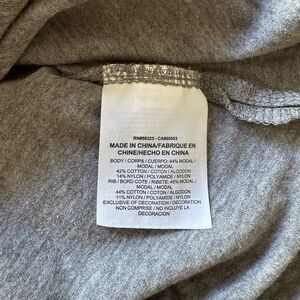 RN#56323 - CA#05553
MADE IN CHINA/FABRIQUE EN
CHINE/HECHO EN CHINA
BODY / CORPS / CUERPO: 44% MODAL /
MODAL / MODAL
42% COTTON / COTON / ALGODON
14% NYLON / POLYAMIDE / NYLON
RIB / BORD COTE / RIBETE: 45% MODAL /
MODAL / MODAL
44% COTTON / COTON / ALGODON
11% NYLON / POLYAMIDE / NYLON
EXCLUSIVE OF DECORATION / DECORATION
NON COMPRISE / NO INCLUYE LA
DECORACION